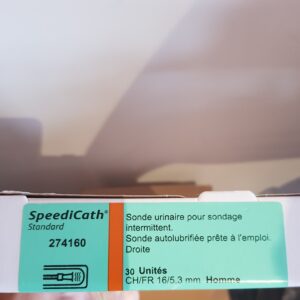 SpeediCath®
Standard
274160
Sonde urinaire pour sondage
intermittent.
Sonde autolubrifiée prête à l'emploi.
Droite
30 Unités
CH/FR 16/5.3 mm Homme